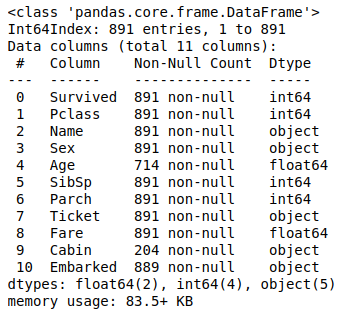 <class 'pandas.core.frame.DataFrame'>
Int64Index: 891 entries, 1 to 891
Data columns (total 11 columns):
 #   Column    Non-Null Count  Dtype
---  ------    --------------  -----
 0   Survived  891 non-null    int64
 1   Pclass    891 non-null    int64
 2   Name      891 non-null    object
 3   Sex       891 non-null    object
 4   Age       714 non-null    float64
 5   SibSp     891 non-null    int64
 6   Parch     891 non-null    int64
 7   Ticket    891 non-null    object
 8   Fare      891 non-null    float64
 9   Cabin     204 non-null    object
 10  Embarked  889 non-null    object
dtypes: float64(2), int64(4), object(5)
memory usage: 83.5+ KB